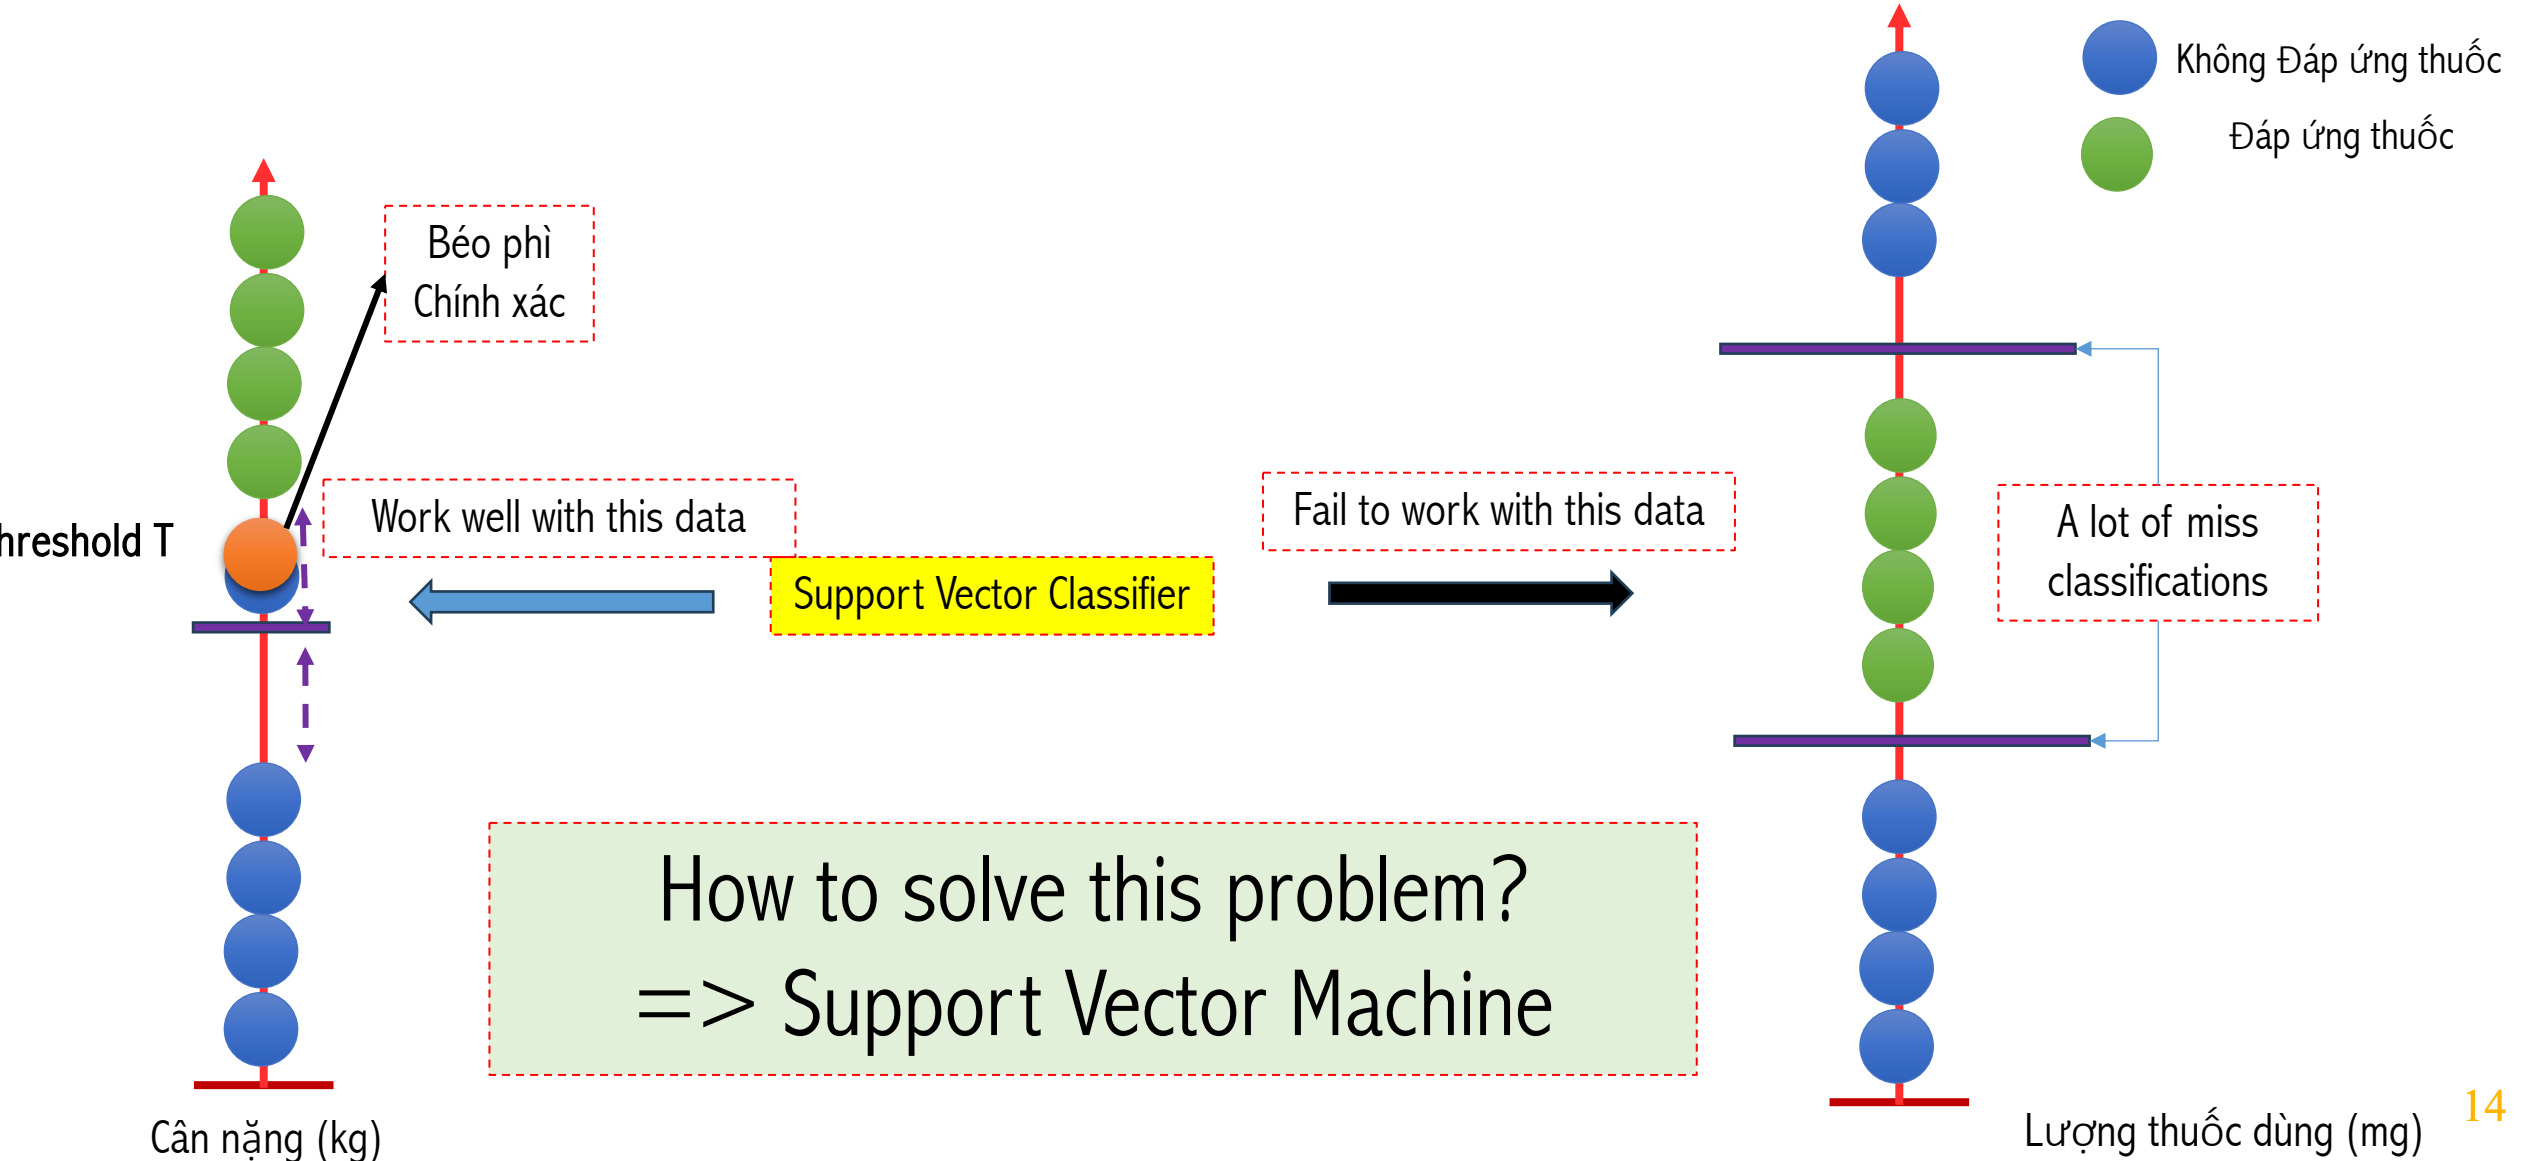 Không Đáp ứng thuốc
Đáp ứng thuốc
Béo phì
Chính xác
hreshold T
Work well with this data
Support Vector Classifier
Fail to work with this data
A lot of miss
classifications
How to solve this problem?
=> Support Vector Machine
Cân nặng (kg)
Lượng thuốc dùng (mg)
14